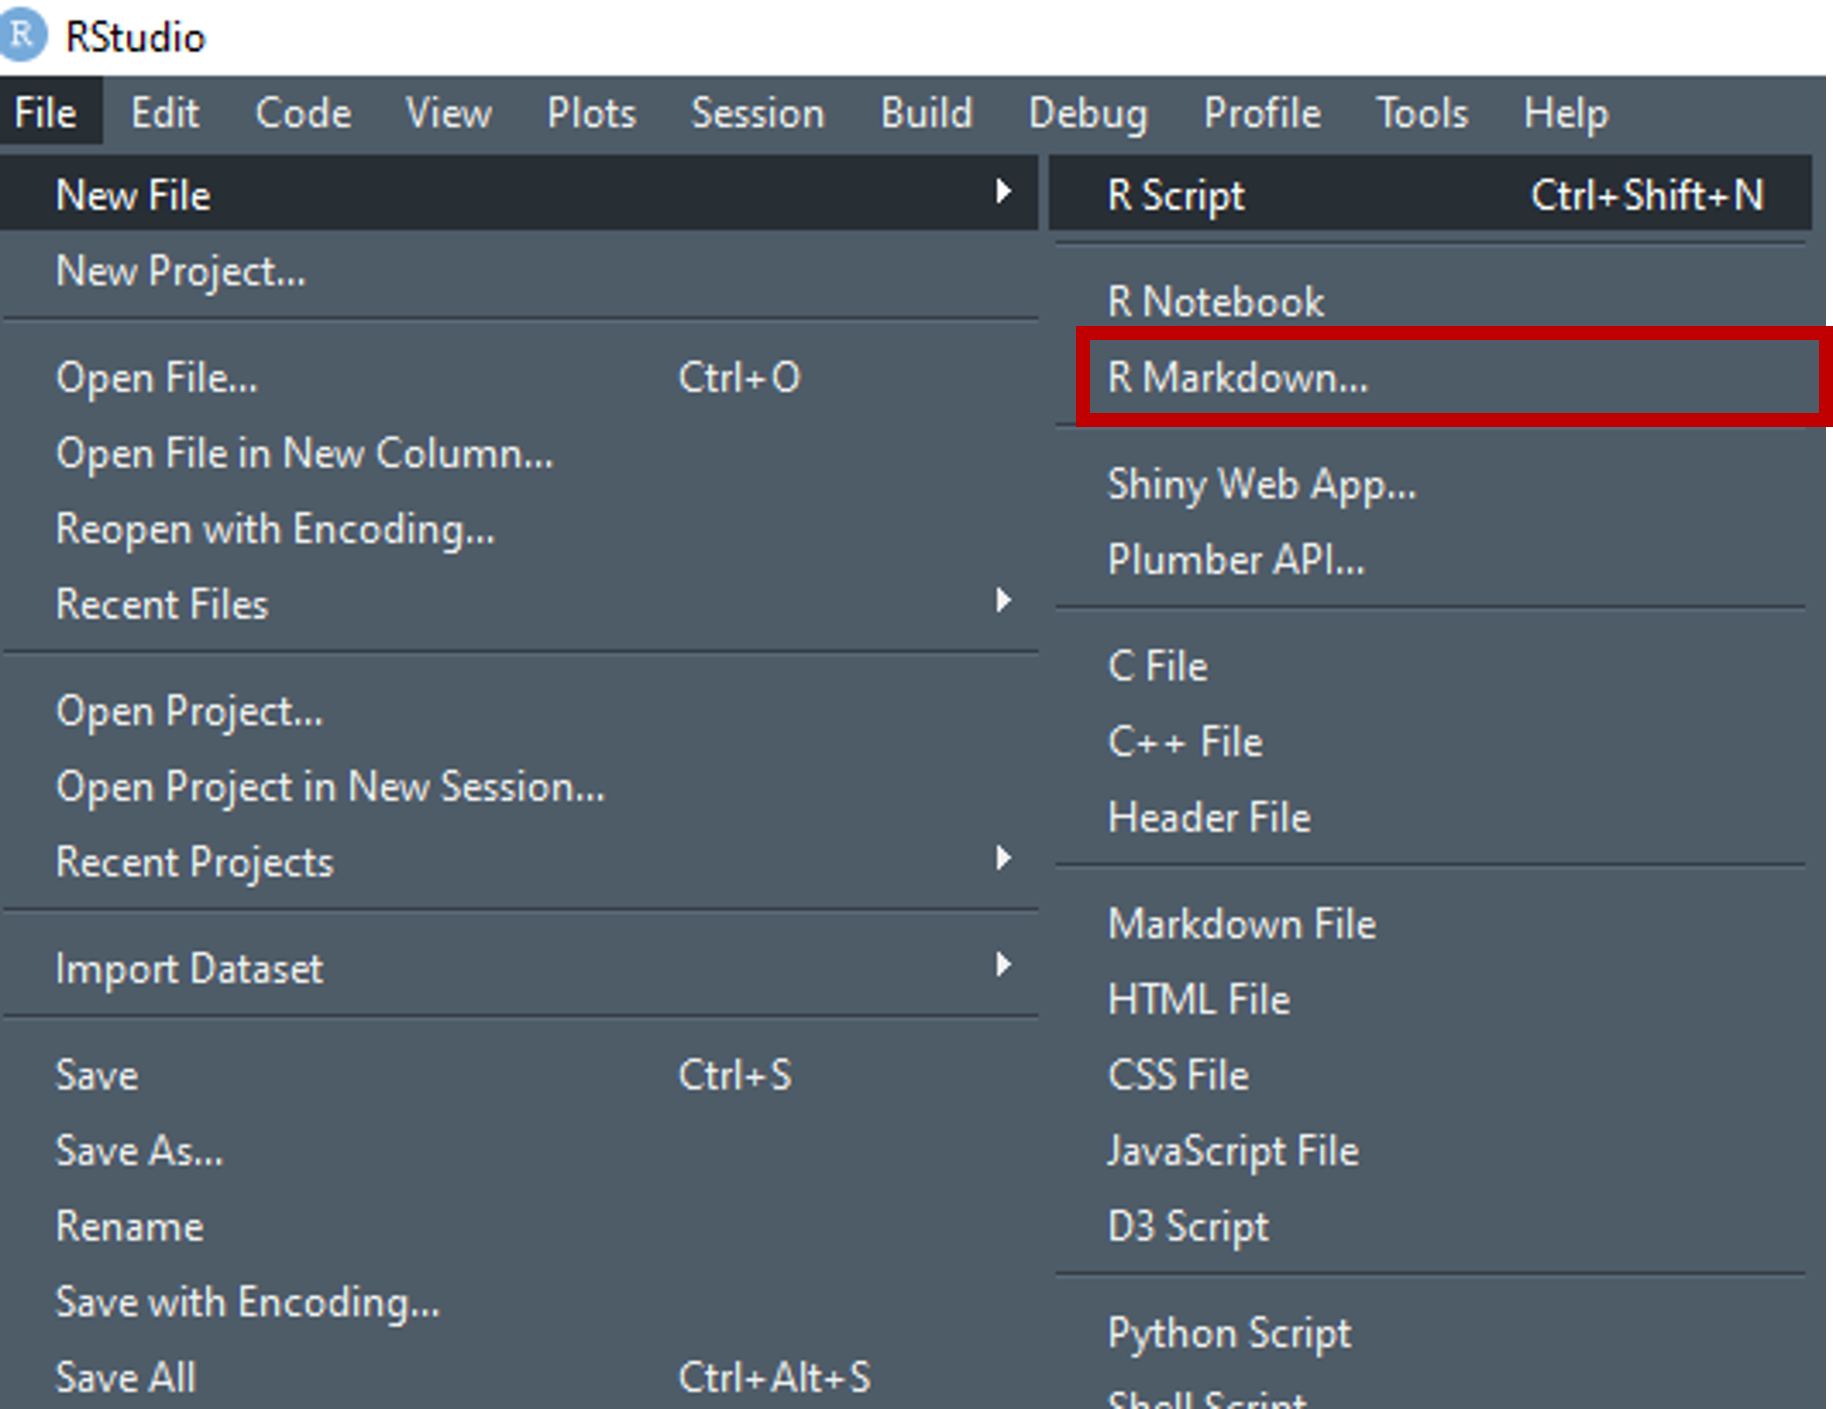 R RStudio
File Edit Code View Plots Session Build Debug Profile Tools Help
New File
New Project...
Open File... Ctrl+O
Open File in New Column...
Reopen with Encoding...
Recent Files
Open Project...
Open Project in New Session...
Recent Projects
Import Dataset
Save Ctrl+S
Save As...
Rename
Save with Encoding...
Save All Ctrl+Alt+S
R Script Ctrl+Shift+N
R Notebook
R Markdown...
Shiny Web App...
Plumber API...
C File
C++ File
Header File
Markdown File
HTML File
CSS File
JavaScript File
D3 Script
Python Script
Shell Script